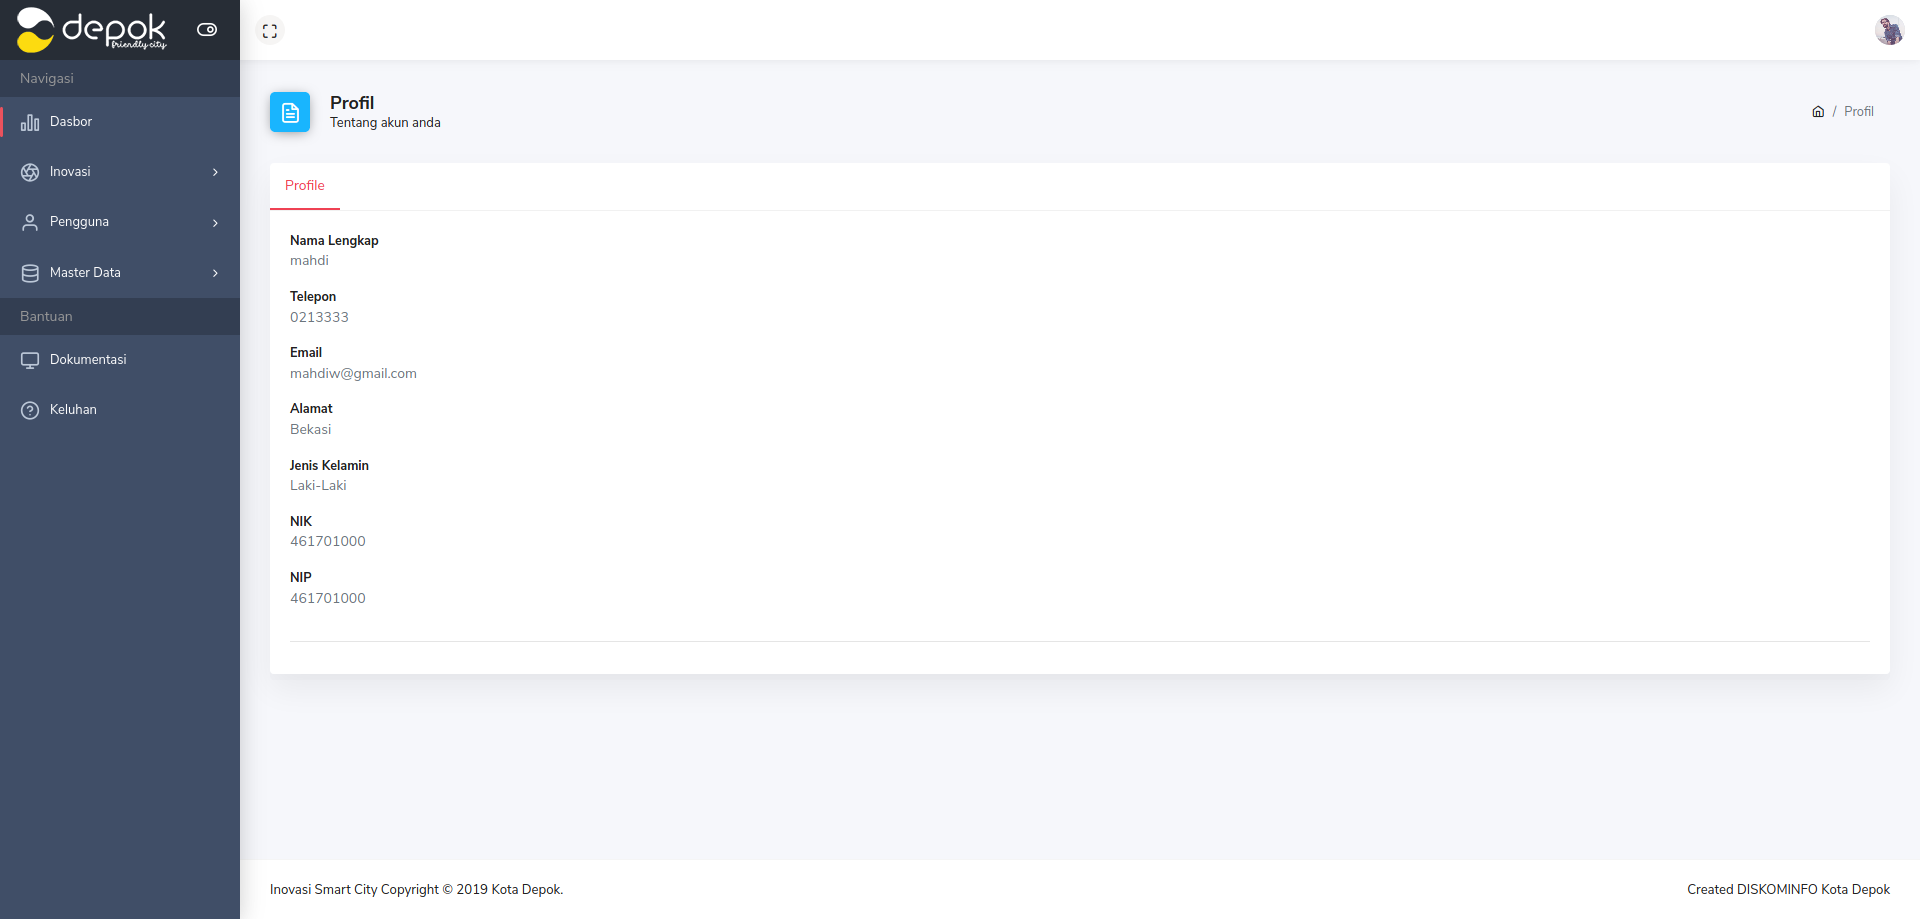 depok
friendly city
Navigasi
Dasbor
Inovasi
Pengguna
Master Data
Bantuan
Dokumentasi
Keluhan
Profil
Tentang akun anda
/ Profil
Profile
Nama Lengkap
mahdi
Telepon
0213333
Email
mahdiw@gmail.com
Alamat
Bekasi
Jenis Kelamin
Laki-Laki
NIK
461701000
NIP
461701000
Inovasi Smart City Copyright © 2019 Kota Depok.
Created DISKOMINFO Kota Depok